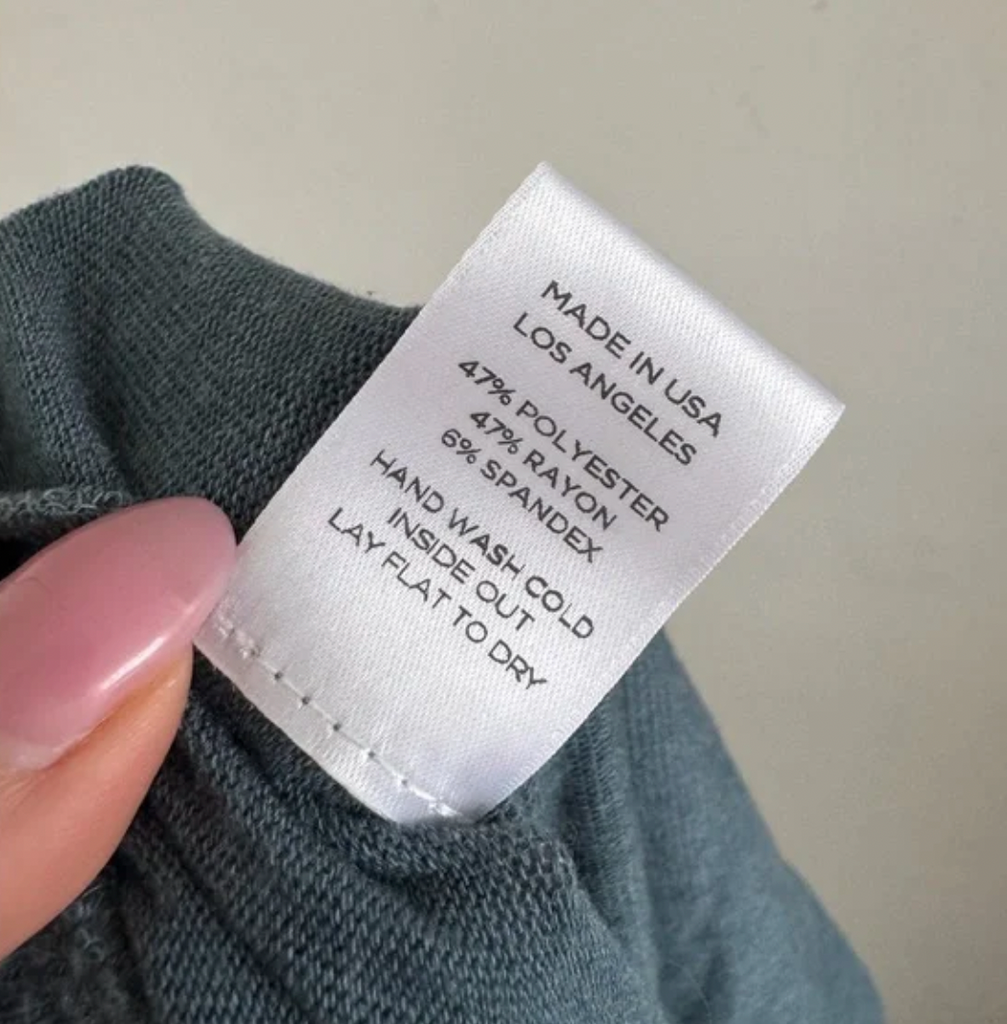 MADE IN USA
LOS ANGELES
47% POLYESTER
47% RAYON
6% SPANDEX
HAND WASH COLD
INSIDE OUT
LAY FLAT TO DRY